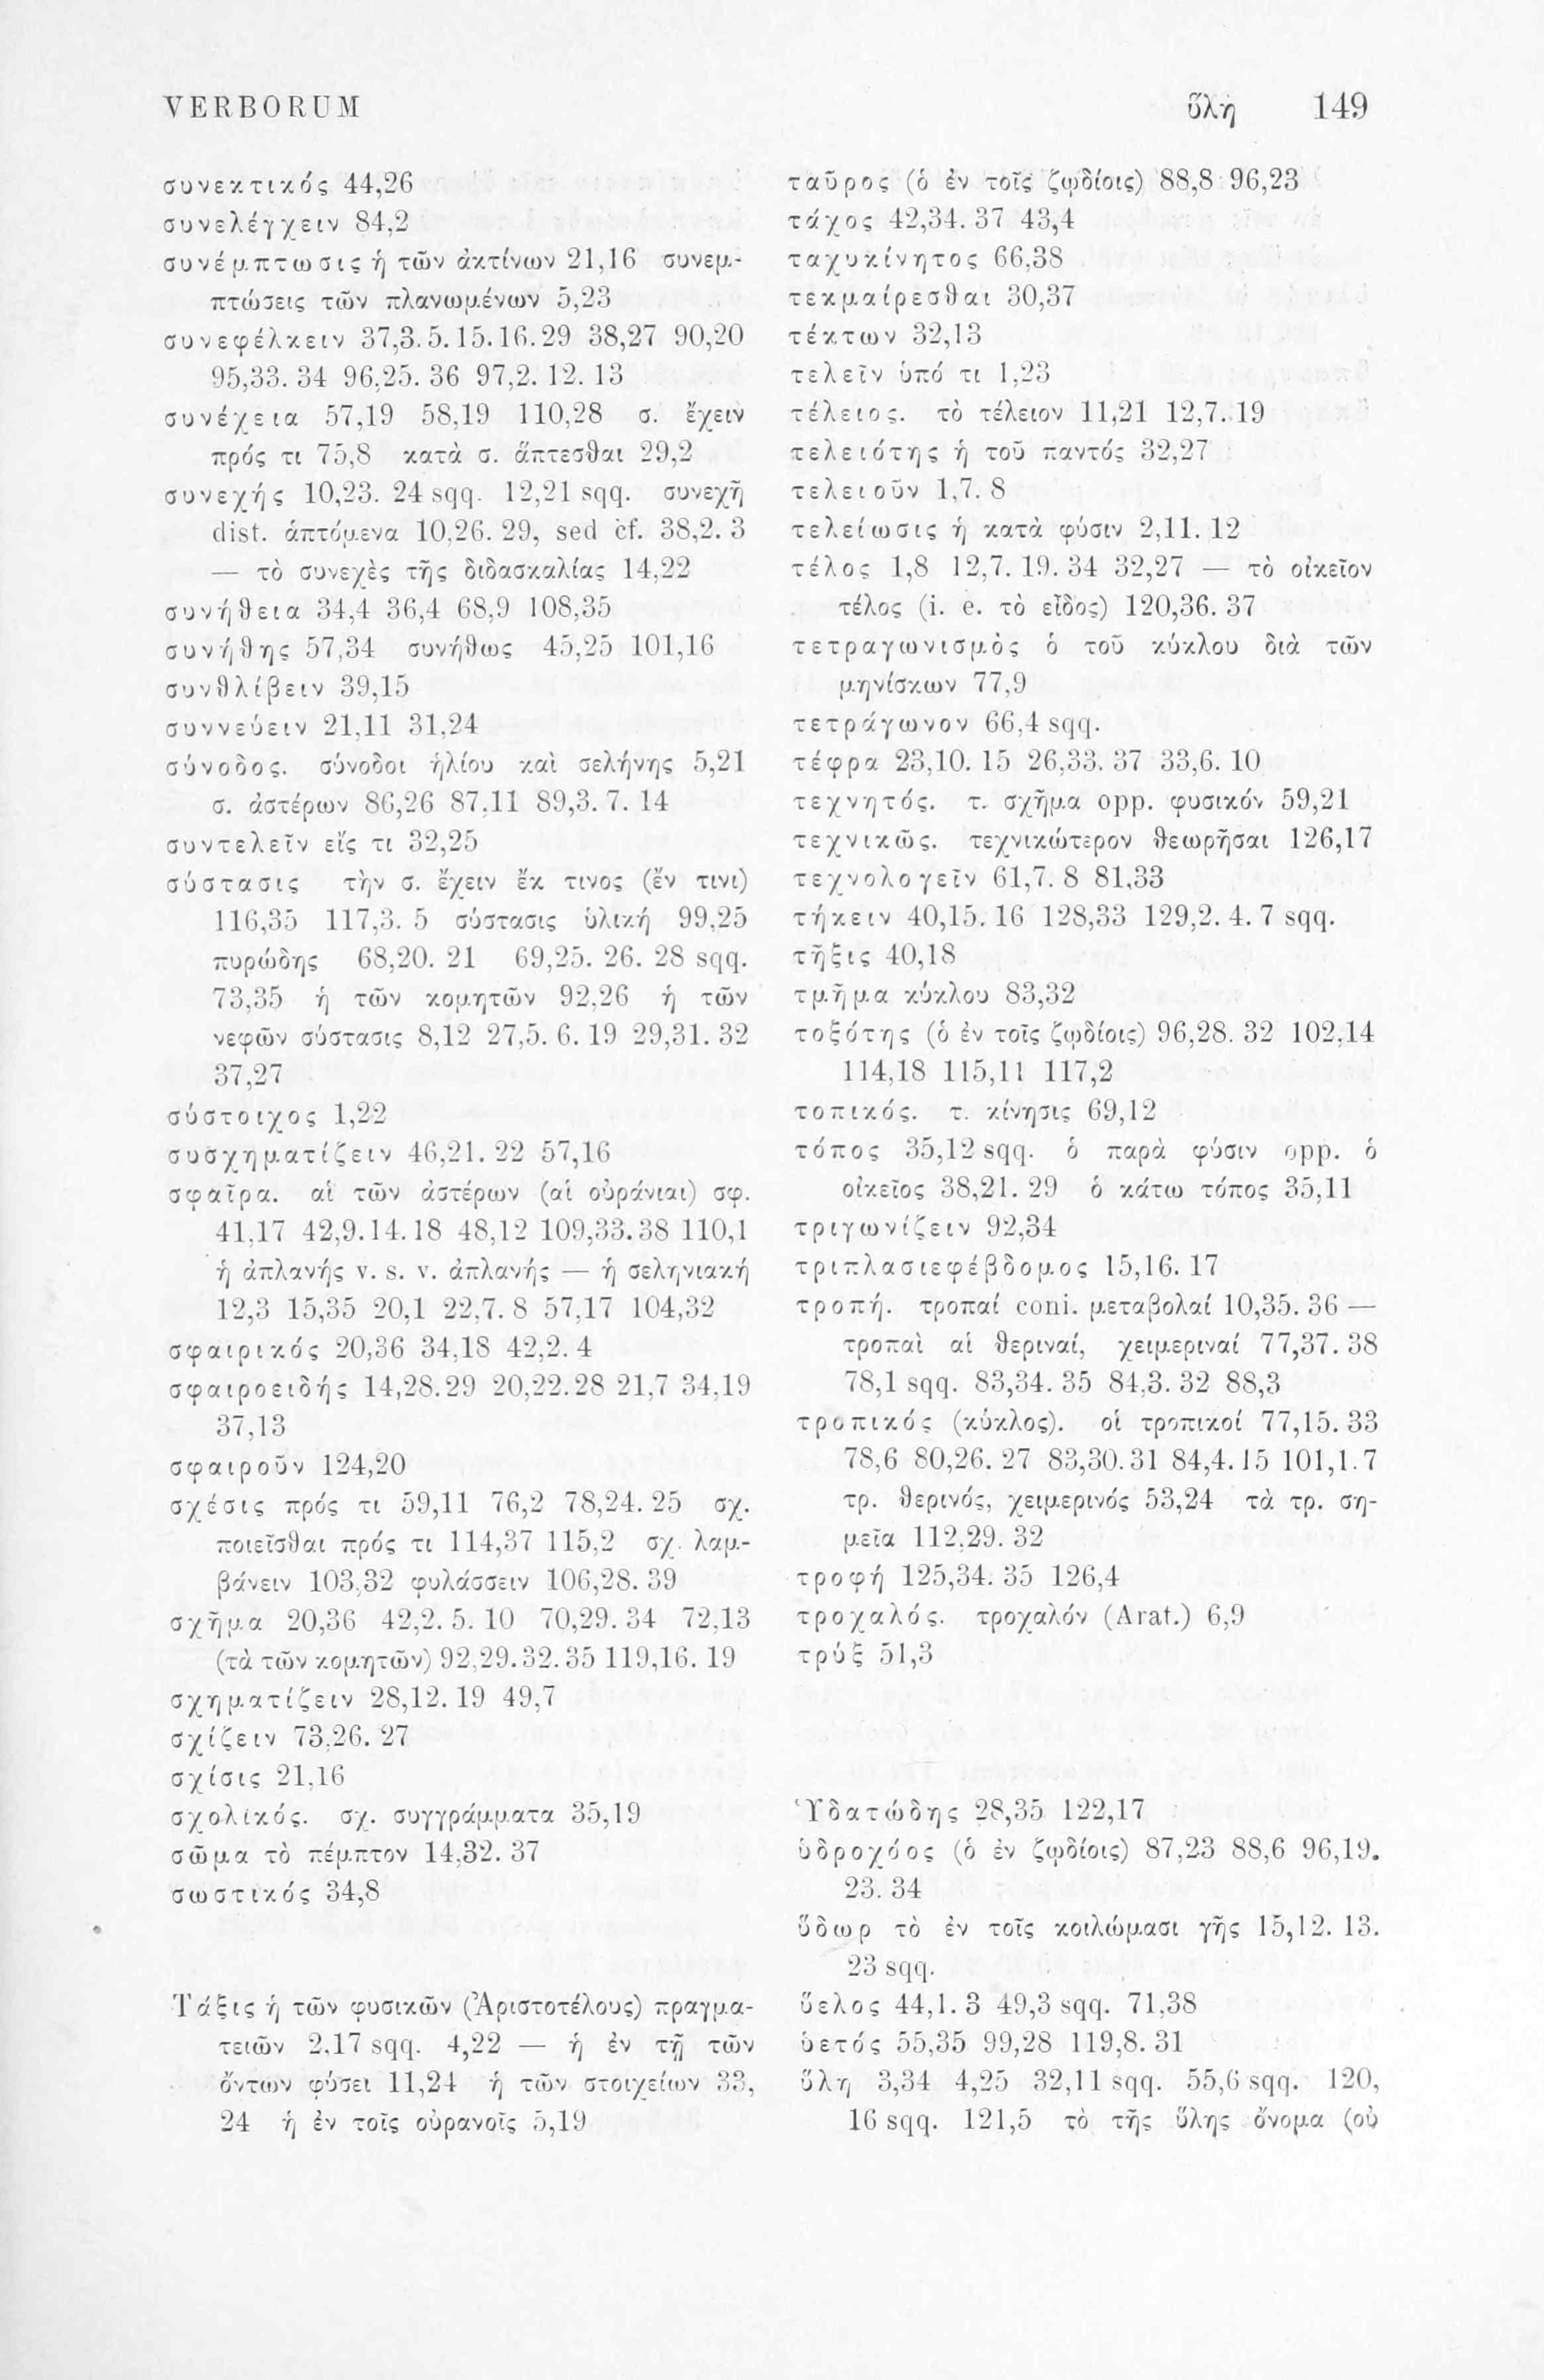 VERBORUM ὕλη 149
συνεκτικός 44,26
συνελέγχειν 84,2
συνέμπτωσις ἡ τῶν ἀκτίνων 21,16 συνεμ-
πτώσεις τῶν πλανωμένων 5,23
συνεφέλκειν 37,3. 5. 15. 16. 29 38,27 90,20
95,33. 34 96,25. 36 97,2. 12. 13
συνέχεια 57,19 58,19 110,28 σ. ἔχειν
πρός τι 75,8 κατὰ σ. ἅπτεσθαι 29,2
συνεχής 10,23. 24 sqq. 12,21 sqq. συνεχῆ
dist. ἁπτόμενα 10,26. 29, sed cf. 38,2. 3
— τὸ συνεχὲς τῆς διδασκαλίας 14,22
συνήθεια 34,4 36,4 68,9 108,35
συνήθης 57,34 συνήθως 45,25 101,16
συνθλίβειν 39,15
συννεύειν 21,11 31,24
σύνοδος. σύνοδοι ἡλίου καὶ σελήνης 5,21
σ. ἀστέρων 86,26 87,11 89,3. 7. 14
συντελεῖν εἴς τι 32,25
σύστασις τὴν σ. ἔχειν ἔκ τινος (ἔν τινι)
116,35 117,3. 5 σύστασις ὑλική 99,25
πυρώδης 68,20. 21 69,25. 26. 28 sqq.
73,35 ἡ τῶν κομητῶν 92,26 ἡ τῶν
νεφῶν σύστασις 8,12 27,5. 6. 19 29,31. 32
37,27
σύστοιχος 1,22
συσχηματίζειν 46,21. 22 57,16
σφαῖρα. αἱ τῶν ἀστέρων (αἱ οὐράνιαι) σφ.
41,17 42,9. 14. 18 48,12 109,33. 38 110,1
ἡ ἀπλανής v. s. v. ἀπλανής — ἡ σεληνιακή
12,3 15,35 20,1 22,7. 8 57,17 104,32
σφαιρικός 20,36 34,18 42,2. 4
σφαιροειδής 14,28. 29 20,22. 28 21,7 34,19
37,13
σφαιροῦν 124,20
σχέσις πρός τι 59,11 76,2 78,24. 25 σχ.
ποιεῖσθαι πρός τι 114,37 115,2 σχ. λαμ-
βάνειν 103,32 φυλάσσειν 106,28. 39
σχῆμα 20,36 42,2. 5. 10 70,29. 34 72,13
(τὰ τῶν κομητῶν) 92,29. 32. 35 119,16. 19
σχηματίζειν 28,12. 19 49,7
σχίζειν 73,26. 27
σχίσις 21,16
σχολικός. σχ. συγγράμματα 35,19
σῶμα τὸ πέμπτον 14,32. 37
σωστικός 34,8
Τάξις ἡ τῶν φυσικῶν (Ἀριστοτέλους) πραγμα-
τειῶν 2,17 sqq. 4,22 — ἡ ἐν τῇ τῶν
ὄντων φύσει 11,24 ἡ τῶν στοιχείων 33,
24 ἡ ἐν τοῖς οὐρανοῖς 5,19
ταῦρος (ὁ ἐν τοῖς ζῳδίοις) 88,8 96,23
τάχος 42,34. 37 43,4
ταχυκίνητος 66,38
τεκμαίρεσθαι 30,37
τέκτων 32,13
τελεῖν ὑπό τι 1,23
τέλειος. τὸ τέλειον 11,21 12,7. 19
τελειότης ἡ τοῦ παντός 32,27
τελειοῦν 1,7. 8
τελείωσις ἡ κατὰ φύσιν 2,11. 12
τέλος 1,8 12,7. 19. 34 32,27 — τὸ οἰκεῖον
τέλος (i. e. τὸ εἶδος) 120,36. 37
τετραγωνισμὸς ὁ τοῦ κύκλου διὰ τῶν
μηνίσκων 77,9
τετράγωνον 66,4 sqq.
τέφρα 23,10. 15 26,33. 37 33,6. 10
τεχνητός. τ. σχῆμα opp. φυσικόν 59,21
τεχνικῶς. τεχνικώτερον θεωρῆσαι 126,17
τεχνολογεῖν 61,7. 8 81,33
τήκειν 40,15. 16 128,33 129,2. 4. 7 sqq.
τῆξις 40,18
τμῆμα κύκλου 83,32
τοξότης (ὁ ἐν τοῖς ζῳδίοις) 96,28. 32 102,14
114,18 115,11 117,2
τοπικός. τ. κίνησις 69,12
τόπος 35,12 sqq. ὁ παρὰ φύσιν opp. ὁ
οἰκεῖος 38,21. 29 ὁ κάτω τόπος 35,11
τριγωνίζειν 92,34
τριπλασιεφέβδομος 15,16. 17
τροπή. τροπαί coni. μεταβολαί 10,35. 36 —
τροπαὶ αἱ θεριναί, χειμεριναί 77,37. 38
78,1 sqq. 83,34. 35 84,3. 32 88,3
τροπικός (κύκλος). οἱ τροπικοί 77,15. 33
78,6 80,26. 27 83,30. 31 84,4. 15 101,1. 7
τρ. θερινός, χειμερινός 53,24 τὰ τρ. ση-
μεῖα 112,29. 32
τροφή 125,34. 35 126,4
τροχαλός. τροχαλόν (Arat.) 6,9
τρύξ 51,3
Ὑδατώδης 28,35 122,17
ὑδροχόος (ὁ ἐν ζῳδίοις) 87,23 88,6 96,19.
23. 34
ὕδωρ τὸ ἐν τοῖς κοιλώμασι γῆς 15,12. 13.
23 sqq.
ὕελος 44,1. 3 49,3 sqq. 71,38
ὑετός 55,35 99,28 119,8. 31
ὕλη 3,34 4,25 32,11 sqq. 55,6 sqq. 120,
16 sqq. 121,5 τὸ τῆς ὕλης ὄνομα (οὐ